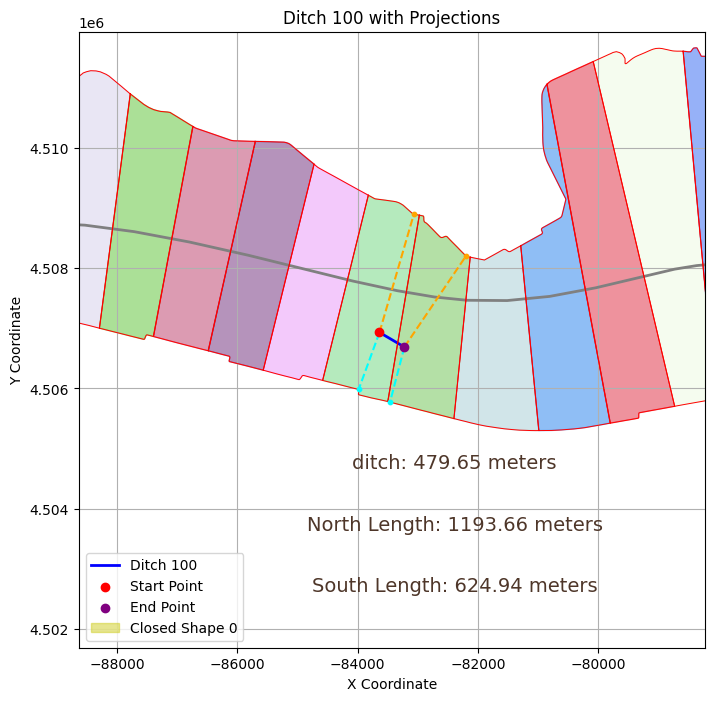 Ditch 100 with Projections
1e6
4.510
4.508
4.506
4.504
4.502
Y Coordinate
ditch: 479.65 meters
North Length: 1193.66 meters
South Length: 624.94 meters
Ditch 100
Start Point
End Point
Closed Shape 0
−88000 −86000 −84000 −82000 −80000
X Coordinate